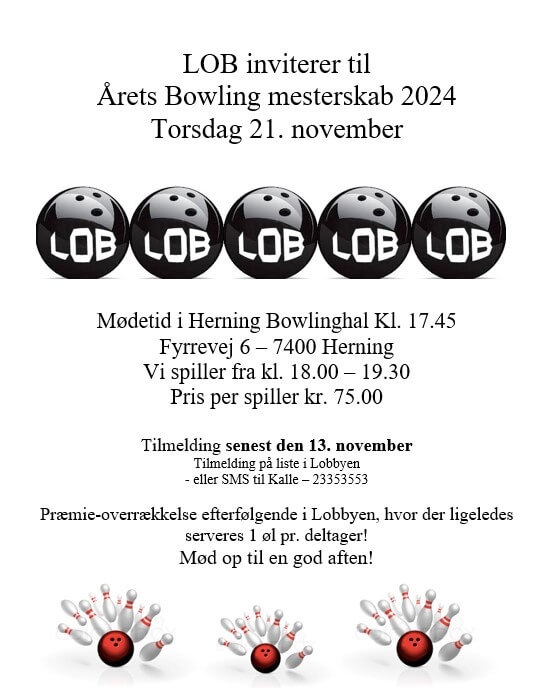 LOB inviterer til
Årets Bowling mesterskab 2024
Torsdag 21. november
LOB LOB LOB LOB LOB
Mødetid i Herning Bowlinghal Kl. 17.45
Fyrrevej 6 – 7400 Herning
Vi spiller fra kl. 18.00 – 19.30
Pris per spiller kr. 75.00
Tilmelding senest den 13. november
Tilmelding på liste i Lobbyen
- eller SMS til Kalle – 23353553
Præmie-overrækkelse efterfølgende i Lobbyen, hvor der ligeledes
serveres 1 øl pr. deltager!
Mød op til en god aften!